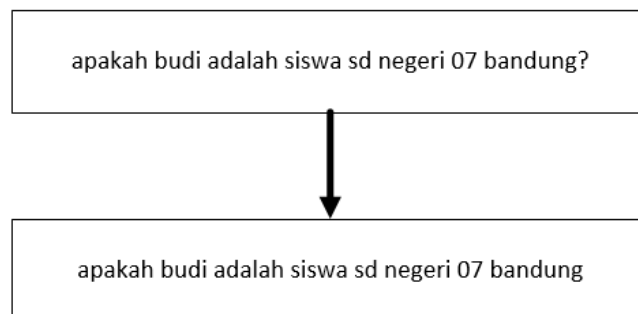 apakah budi adalah siswa sd negeri 07 bandung?
apakah budi adalah siswa sd negeri 07 bandung